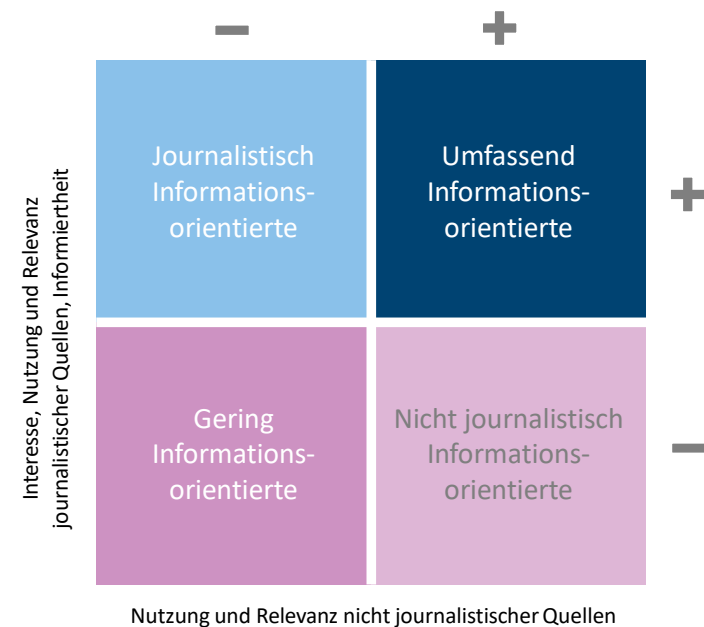 − +
Journalistisch
Informations-
orientierte
Umfassend
Informations-
orientierte
+
Interesse, Nutzung und Relevanz
journalistischer Quellen, Informiertheit
Gering
Informations-
orientierte
Nicht journalistisch
Informations-
orientierte
−
Nutzung und Relevanz nicht journalistischer Quellen